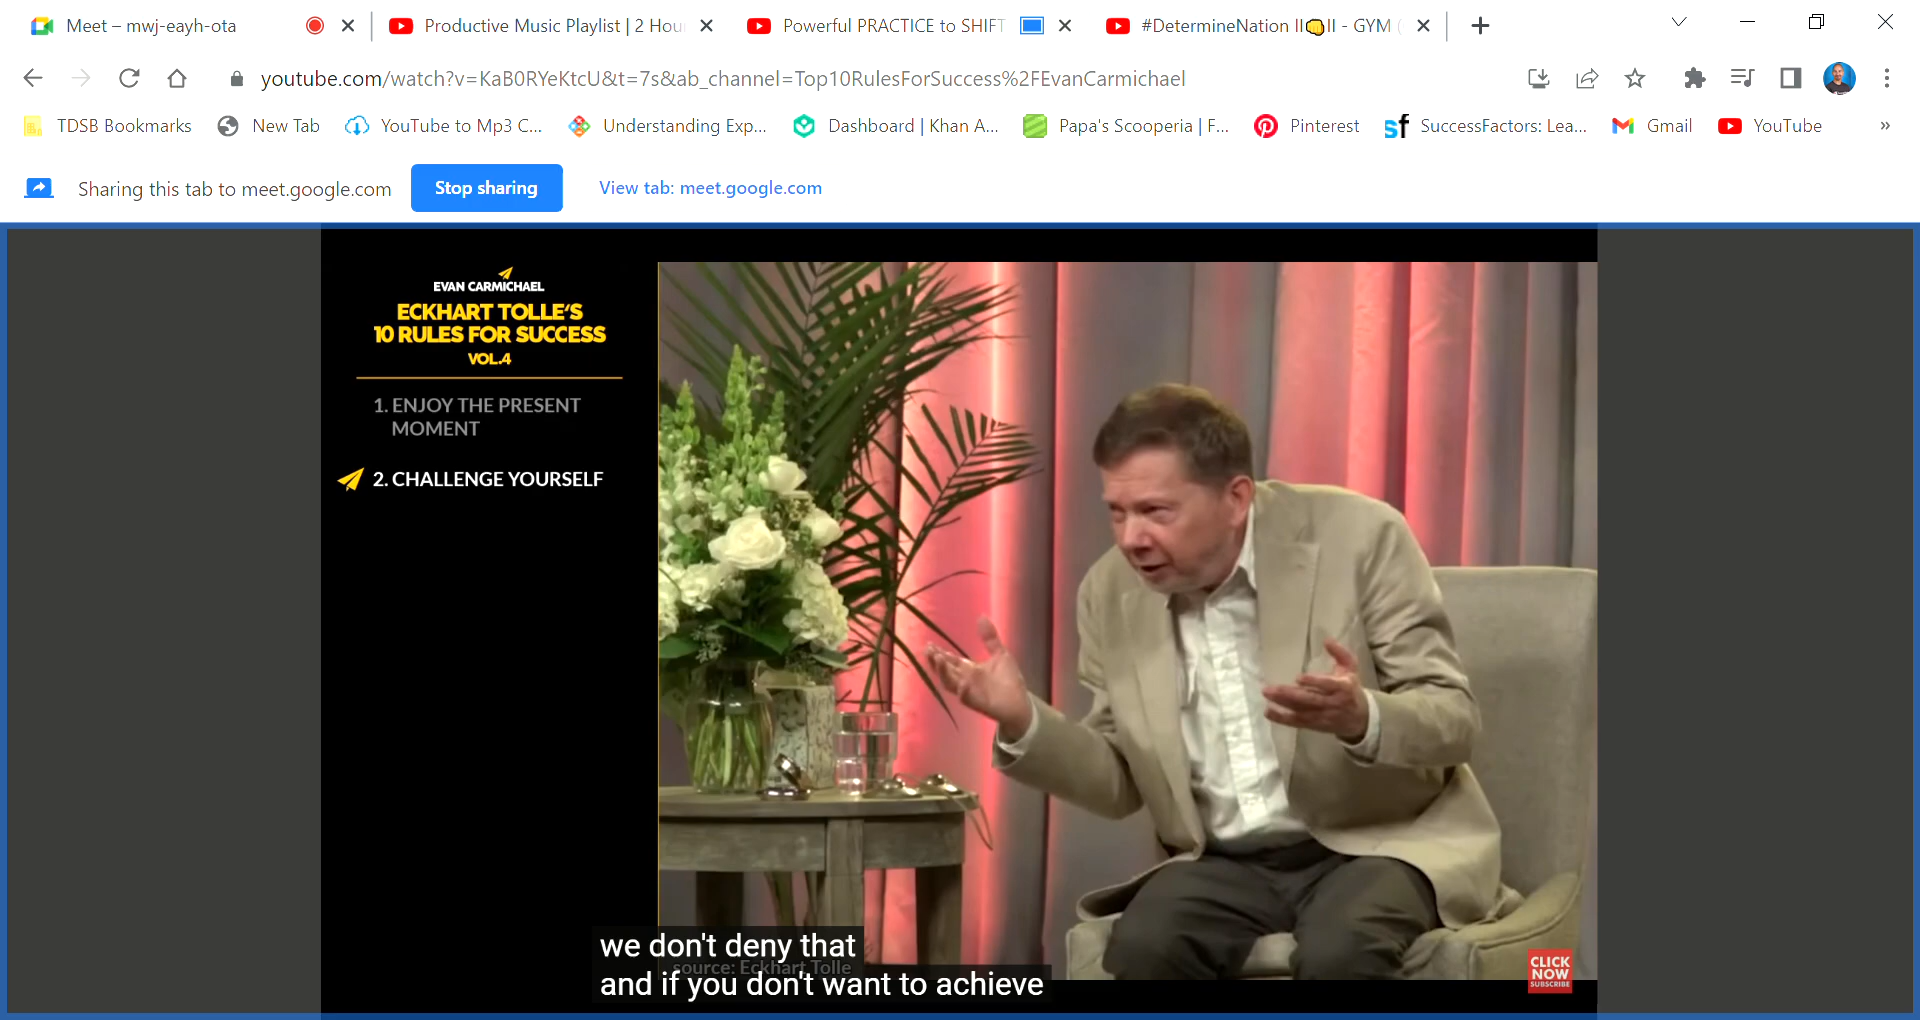 Meet – mwj-eayh-ota
Productive Music Playlist | 2 Hou
Powerful PRACTICE to SHIFT
#DetermineNation II👊II - GYM (
youtube.com/watch?v=KaB0RYeKtcU&t=7s&ab_channel=Top10RulesForSuccess%2FEvanCarmichael
TDSB Bookmarks
New Tab
YouTube to Mp3 C...
Understanding Exp...
Dashboard | Khan A...
Papa's Scooperia | F...
Pinterest
SuccessFactors: Lea...
Gmail
YouTube
»
Sharing this tab to meet.google.com
Stop sharing
View tab: meet.google.com
EVAN CARMICHAEL
ECKHART TOLLE'S
10 RULES FOR SUCCESS
VOL.4
1. ENJOY THE PRESENT
MOMENT
2. CHALLENGE YOURSELF
we don't deny that
source: Eckhart Tolle
and if you don't want to achieve
CLICK
NOW
SUBSCRIBE